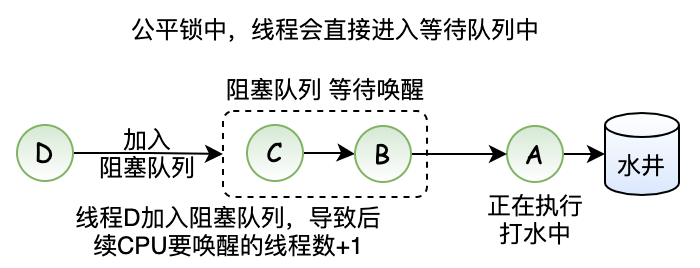 公平锁中，线程会直接进入等待队列中
阻塞队列 等待唤醒
D
加入
阻塞队列
C
B
A
水井
正在执行
打水中
线程D加入阻塞队列，导致后
续CPU要唤醒的线程数+1